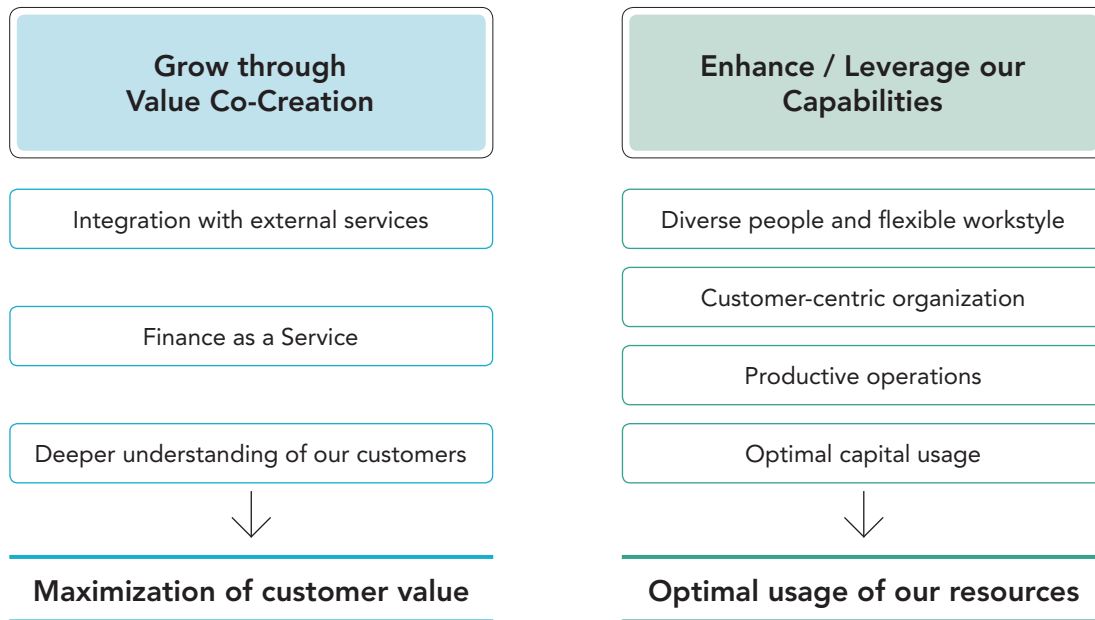 Grow through
Value Co-Creation
Integration with external services
Finance as a Service
Deeper understanding of our customers
Maximization of customer value
Enhance / Leverage our
Capabilities
Diverse people and flexible workstyle
Customer-centric organization
Productive operations
Optimal capital usage
Optimal usage of our resources